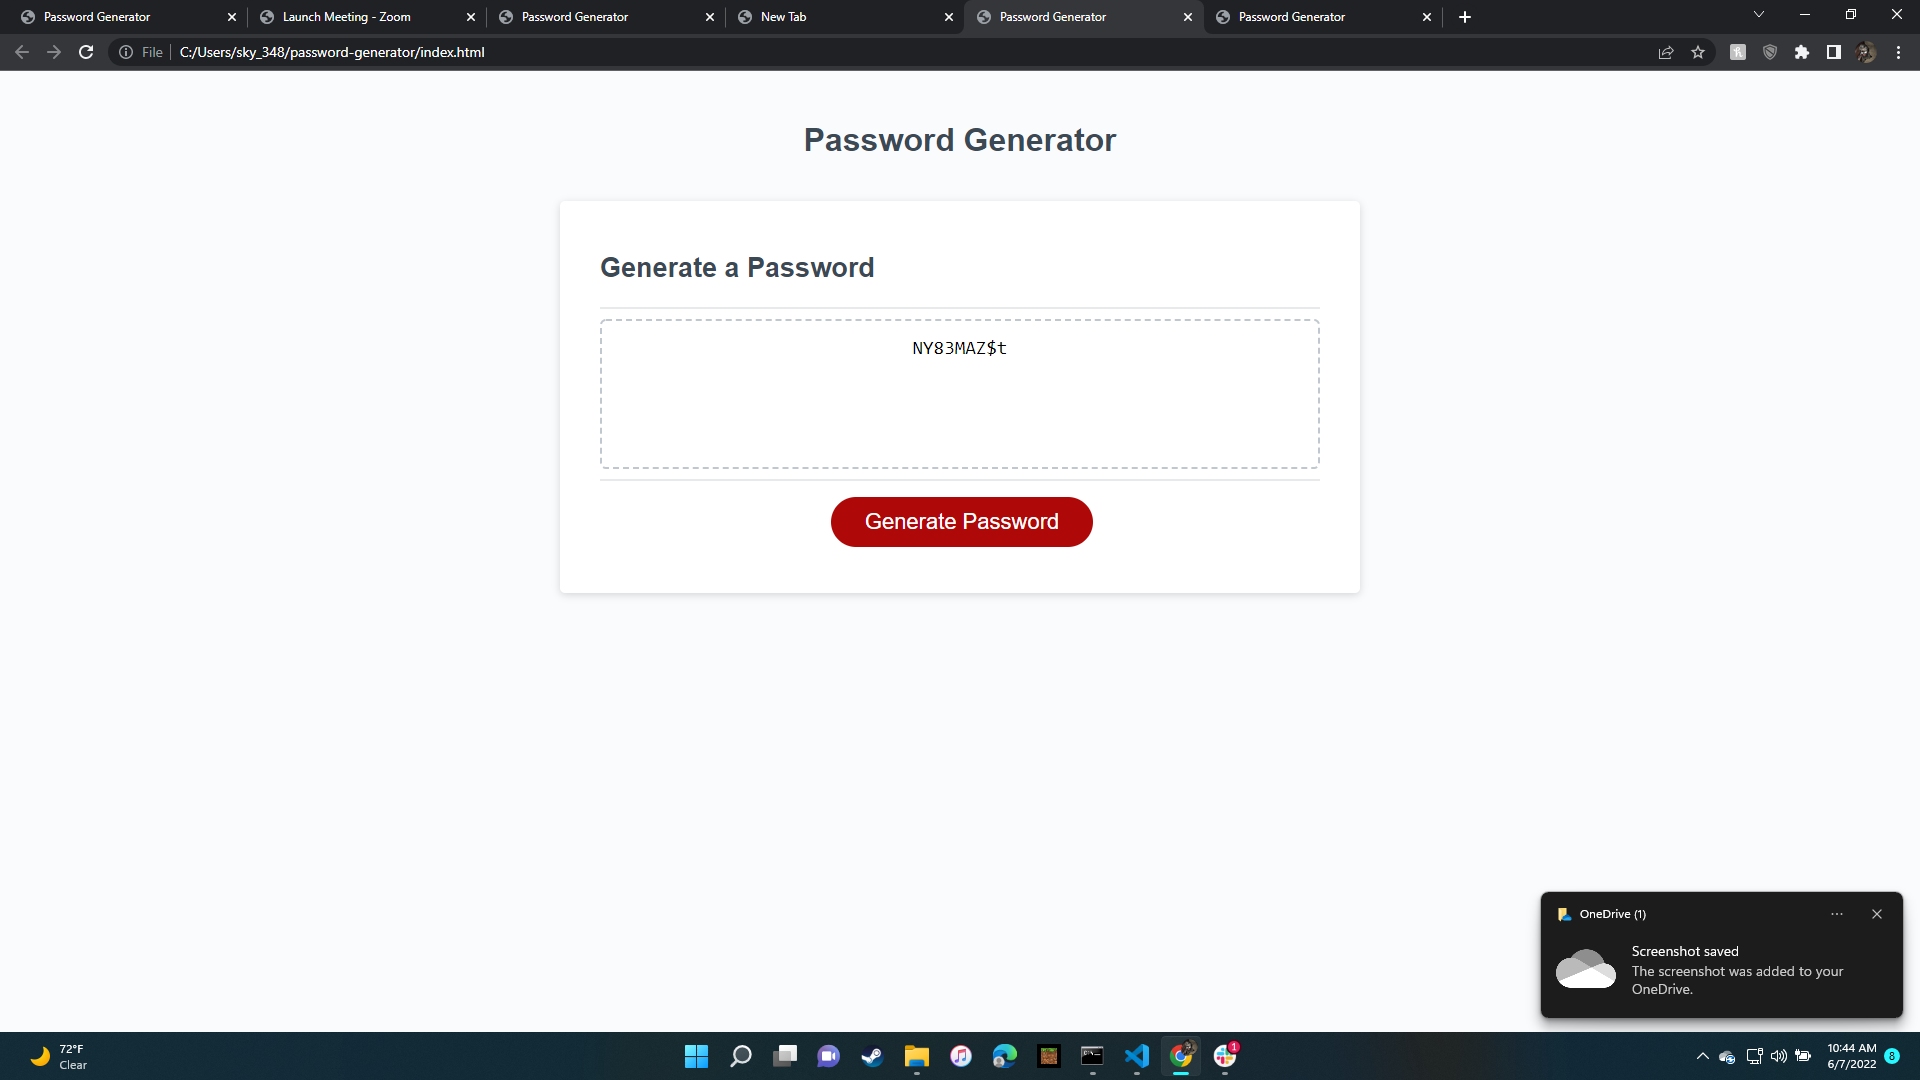 Password Generator
Launch Meeting - Zoom
Password Generator
New Tab
Password Generator
Password Generator
File
C:/Users/sky_348/password-generator/index.html
Password Generator
Generate a Password
NY83MAZ$t
Generate Password
OneDrive (1)
Screenshot saved
The screenshot was added to your
OneDrive.
72°F
Clear
1
10:44 AM
6/7/2022
8